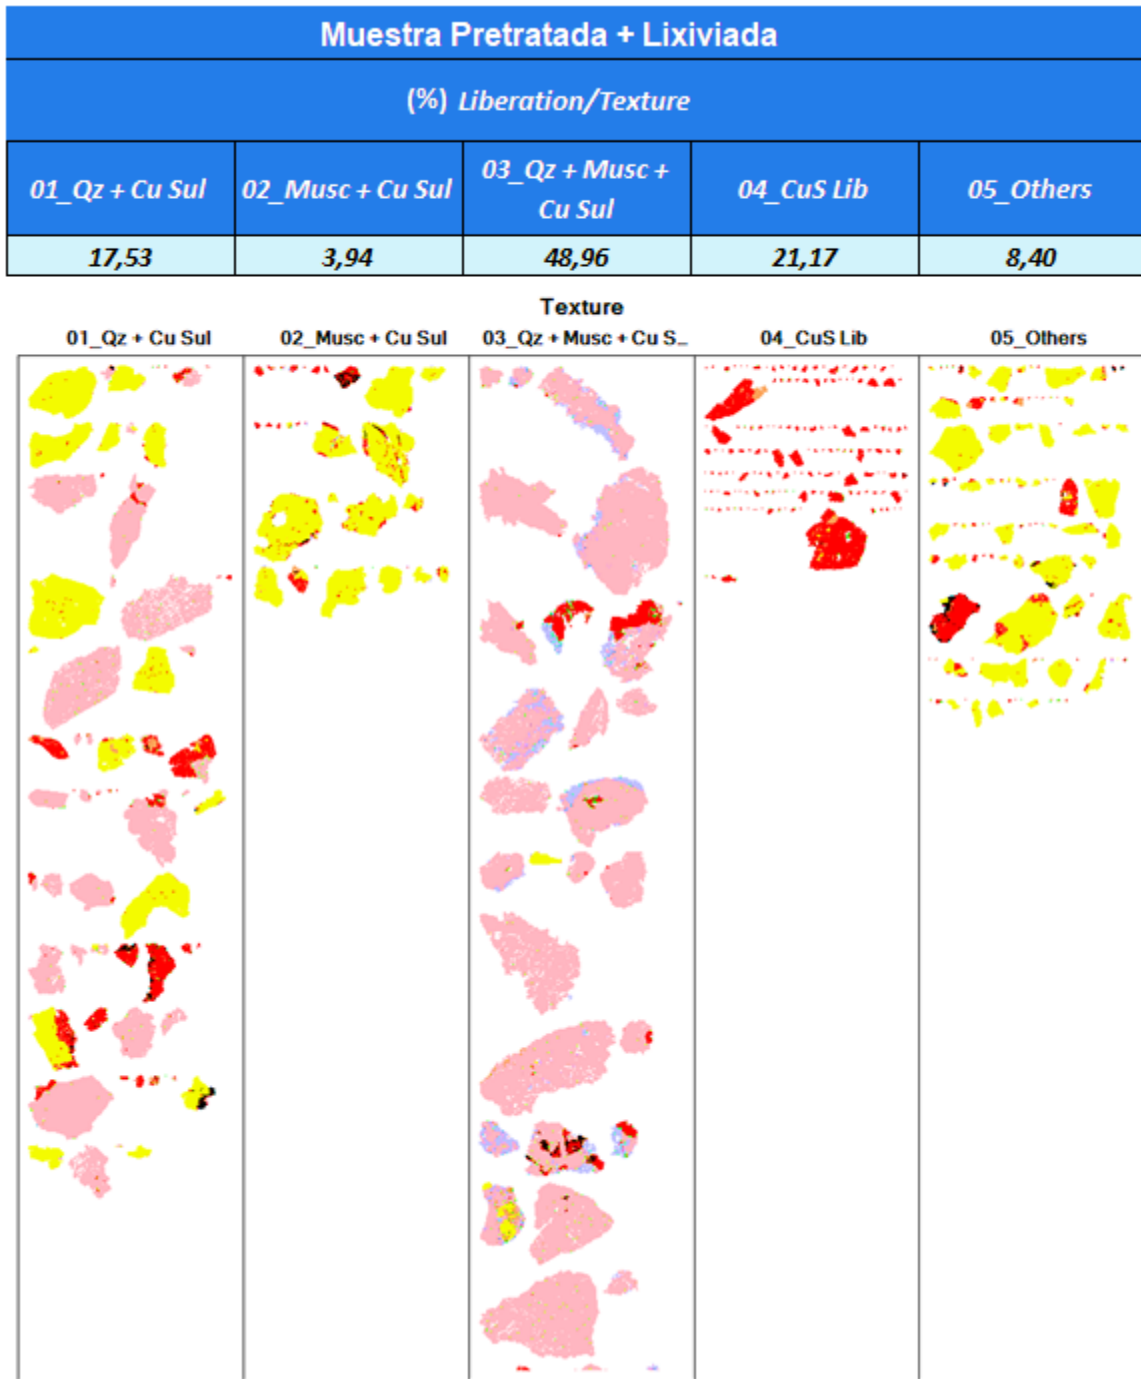 Muestra Pretratada + Lixiviada
(%) Liberation/Texture
01_Qz + Cu Sul 02_Musc + Cu Sul 03_Qz + Musc + Cu Sul 04_CuS Lib 05_Others
17,53 3,94 48,96 21,17 8,40
Texture
01_Qz + Cu Sul 02_Musc + Cu Sul 03_Qz + Musc + Cu S... 04_CuS Lib 05_Others